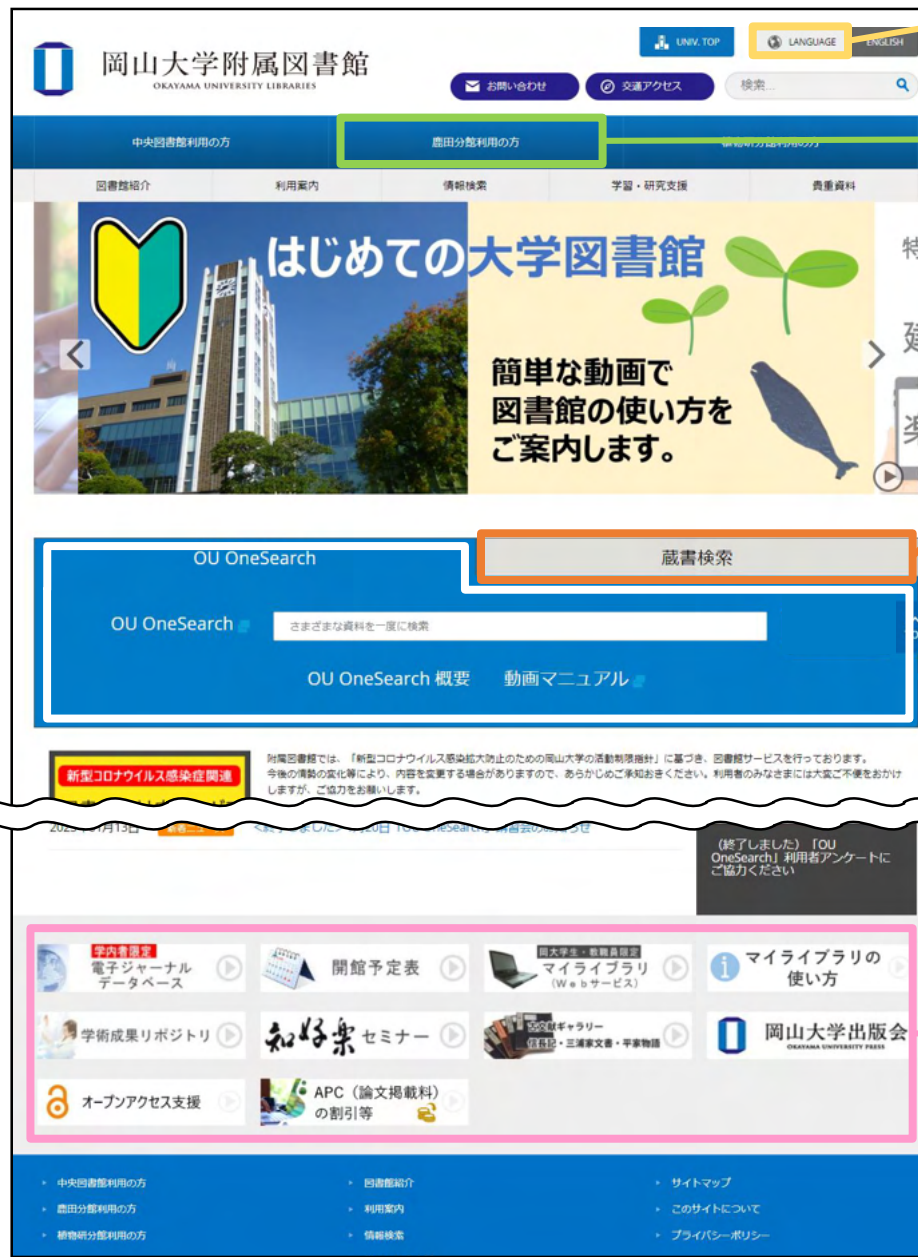 岡山大学附属図書館
OKAYAMA UNIVERSITY LIBRARIES
UNIV. TOP
LANGUAGE
ENGLISH
お問い合わせ
交通アクセス
検索...
中央図書館利用の方
鹿田分館利用の方
植物研分館利用の方
図書館紹介
利用案内
情報検索
学習・研究支援
貴重資料
はじめての大学図書館
簡単な動画で
図書館の使い方を
ご案内します。
OU OneSearch
蔵書検索
OU OneSearch
さまざまな資料を一度に検索
OU OneSearch 概要 動画マニュアル
新型コロナウイルス感染症関連
附属図書館では、「新型コロナウイルス感染拡大防止のための岡山大学の活動制限指針」に基づき、図書館サービスを行っております。
今後の情勢の変化等により、内容を変更する場合がありますので、あらかじめご承知おきください。利用者のみなさまには大変ご不便をおかけ
しますが、ご協力をお願いします。
(終了しました)「OU
OneSearch」利用者アンケートに
ご協力ください
学内者限定
電子ジャーナル
データベース
開館予定表
岡大学生・教職員限定
マイライブラリ
(Webサービス)
マイライブラリの
使い方
学術成果リポジトリ
知好楽セミナー
古文献ギャラリー
信長記・三浦家文書・平家物語
岡山大学出版会
OKAYAMA UNIVERSITY PRESS
オープンアクセス支援
APC(論文掲載料)
の割引等
中央図書館利用の方
図書館紹介
サイトマップ
鹿田分館利用の方
利用案内
このサイトについて
植物研分館利用の方
情報検索
プライバシーポリシー